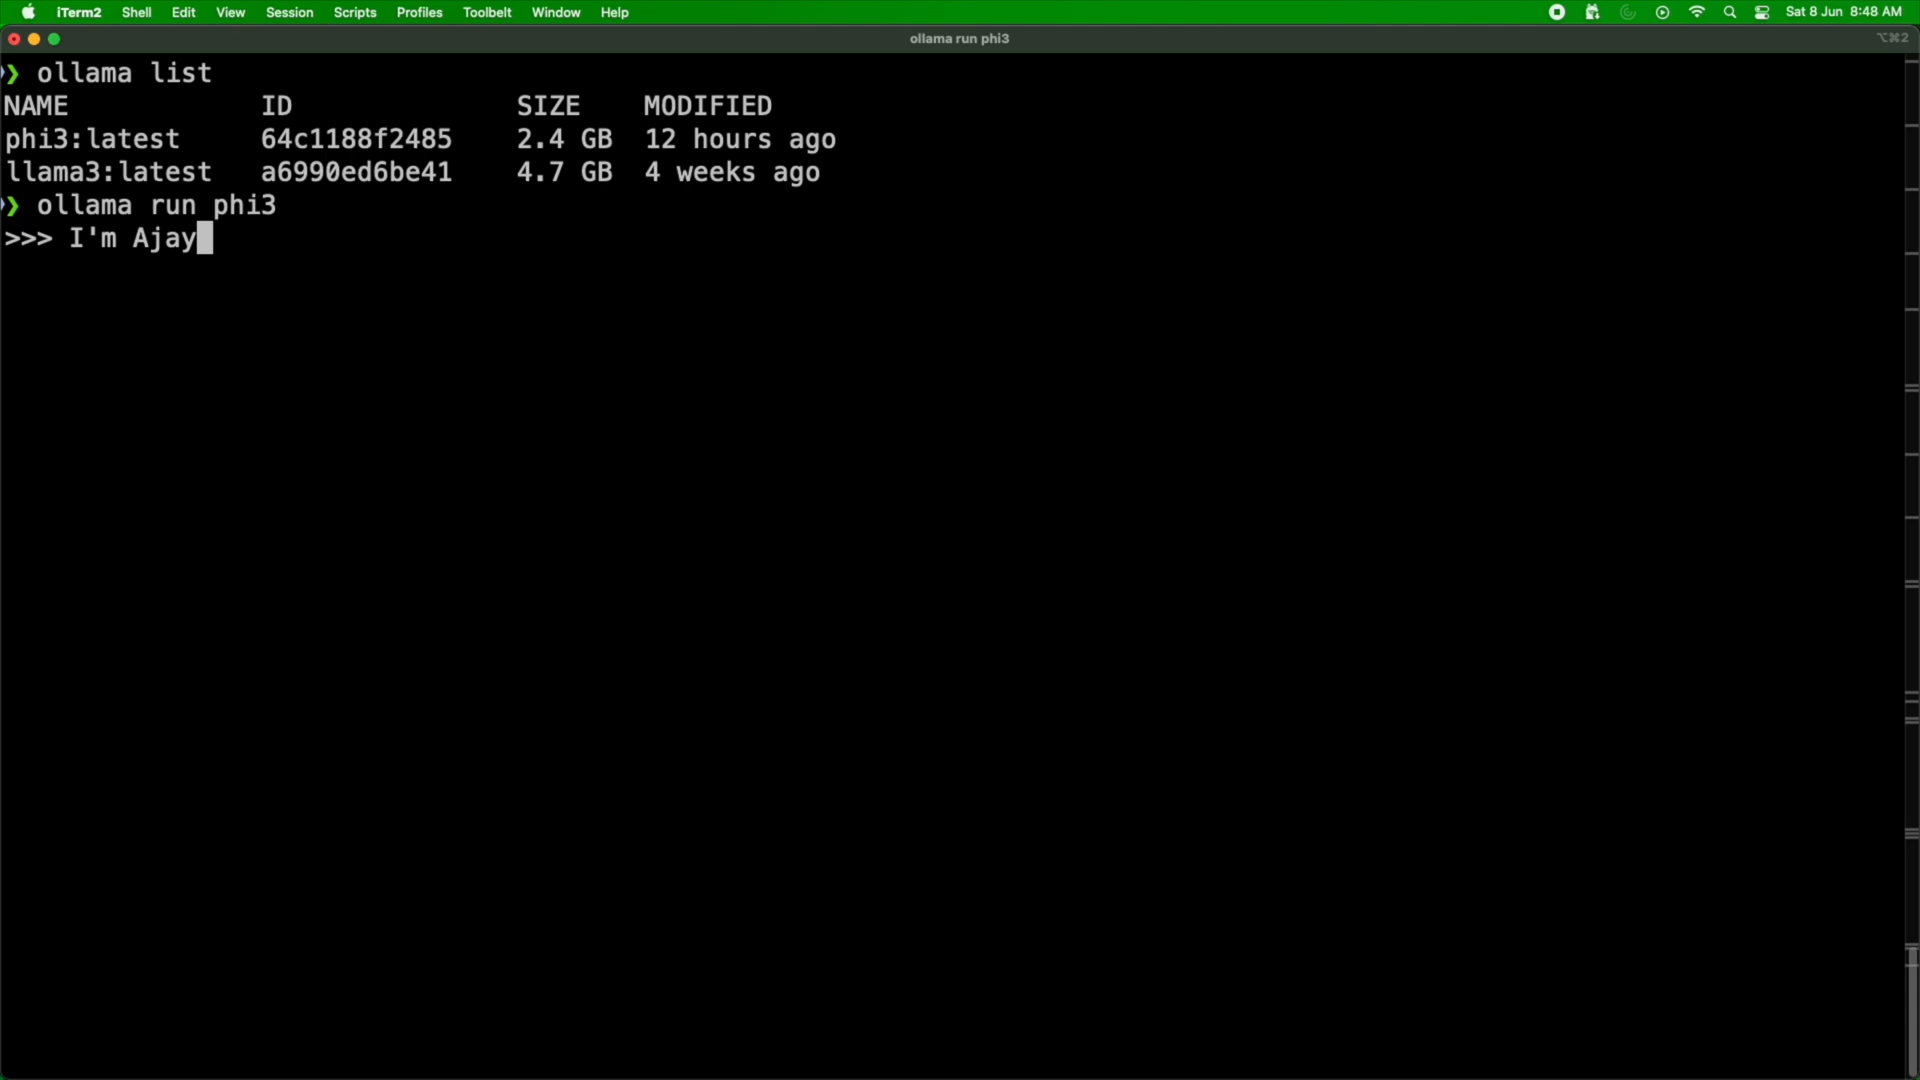 iTerm2 Shell Edit View Session Scripts Profiles Toolbelt Window Help Sat 8 Jun 8:48 AM
ollama run phi3 ⌥⌘2
❯ ollama list
NAME ID SIZE MODIFIED
phi3:latest 64c1188f2485 2.4 GB 12 hours ago
llama3:latest a6990ed6be41 4.7 GB 4 weeks ago
❯ ollama run phi3
>>> I'm Ajay